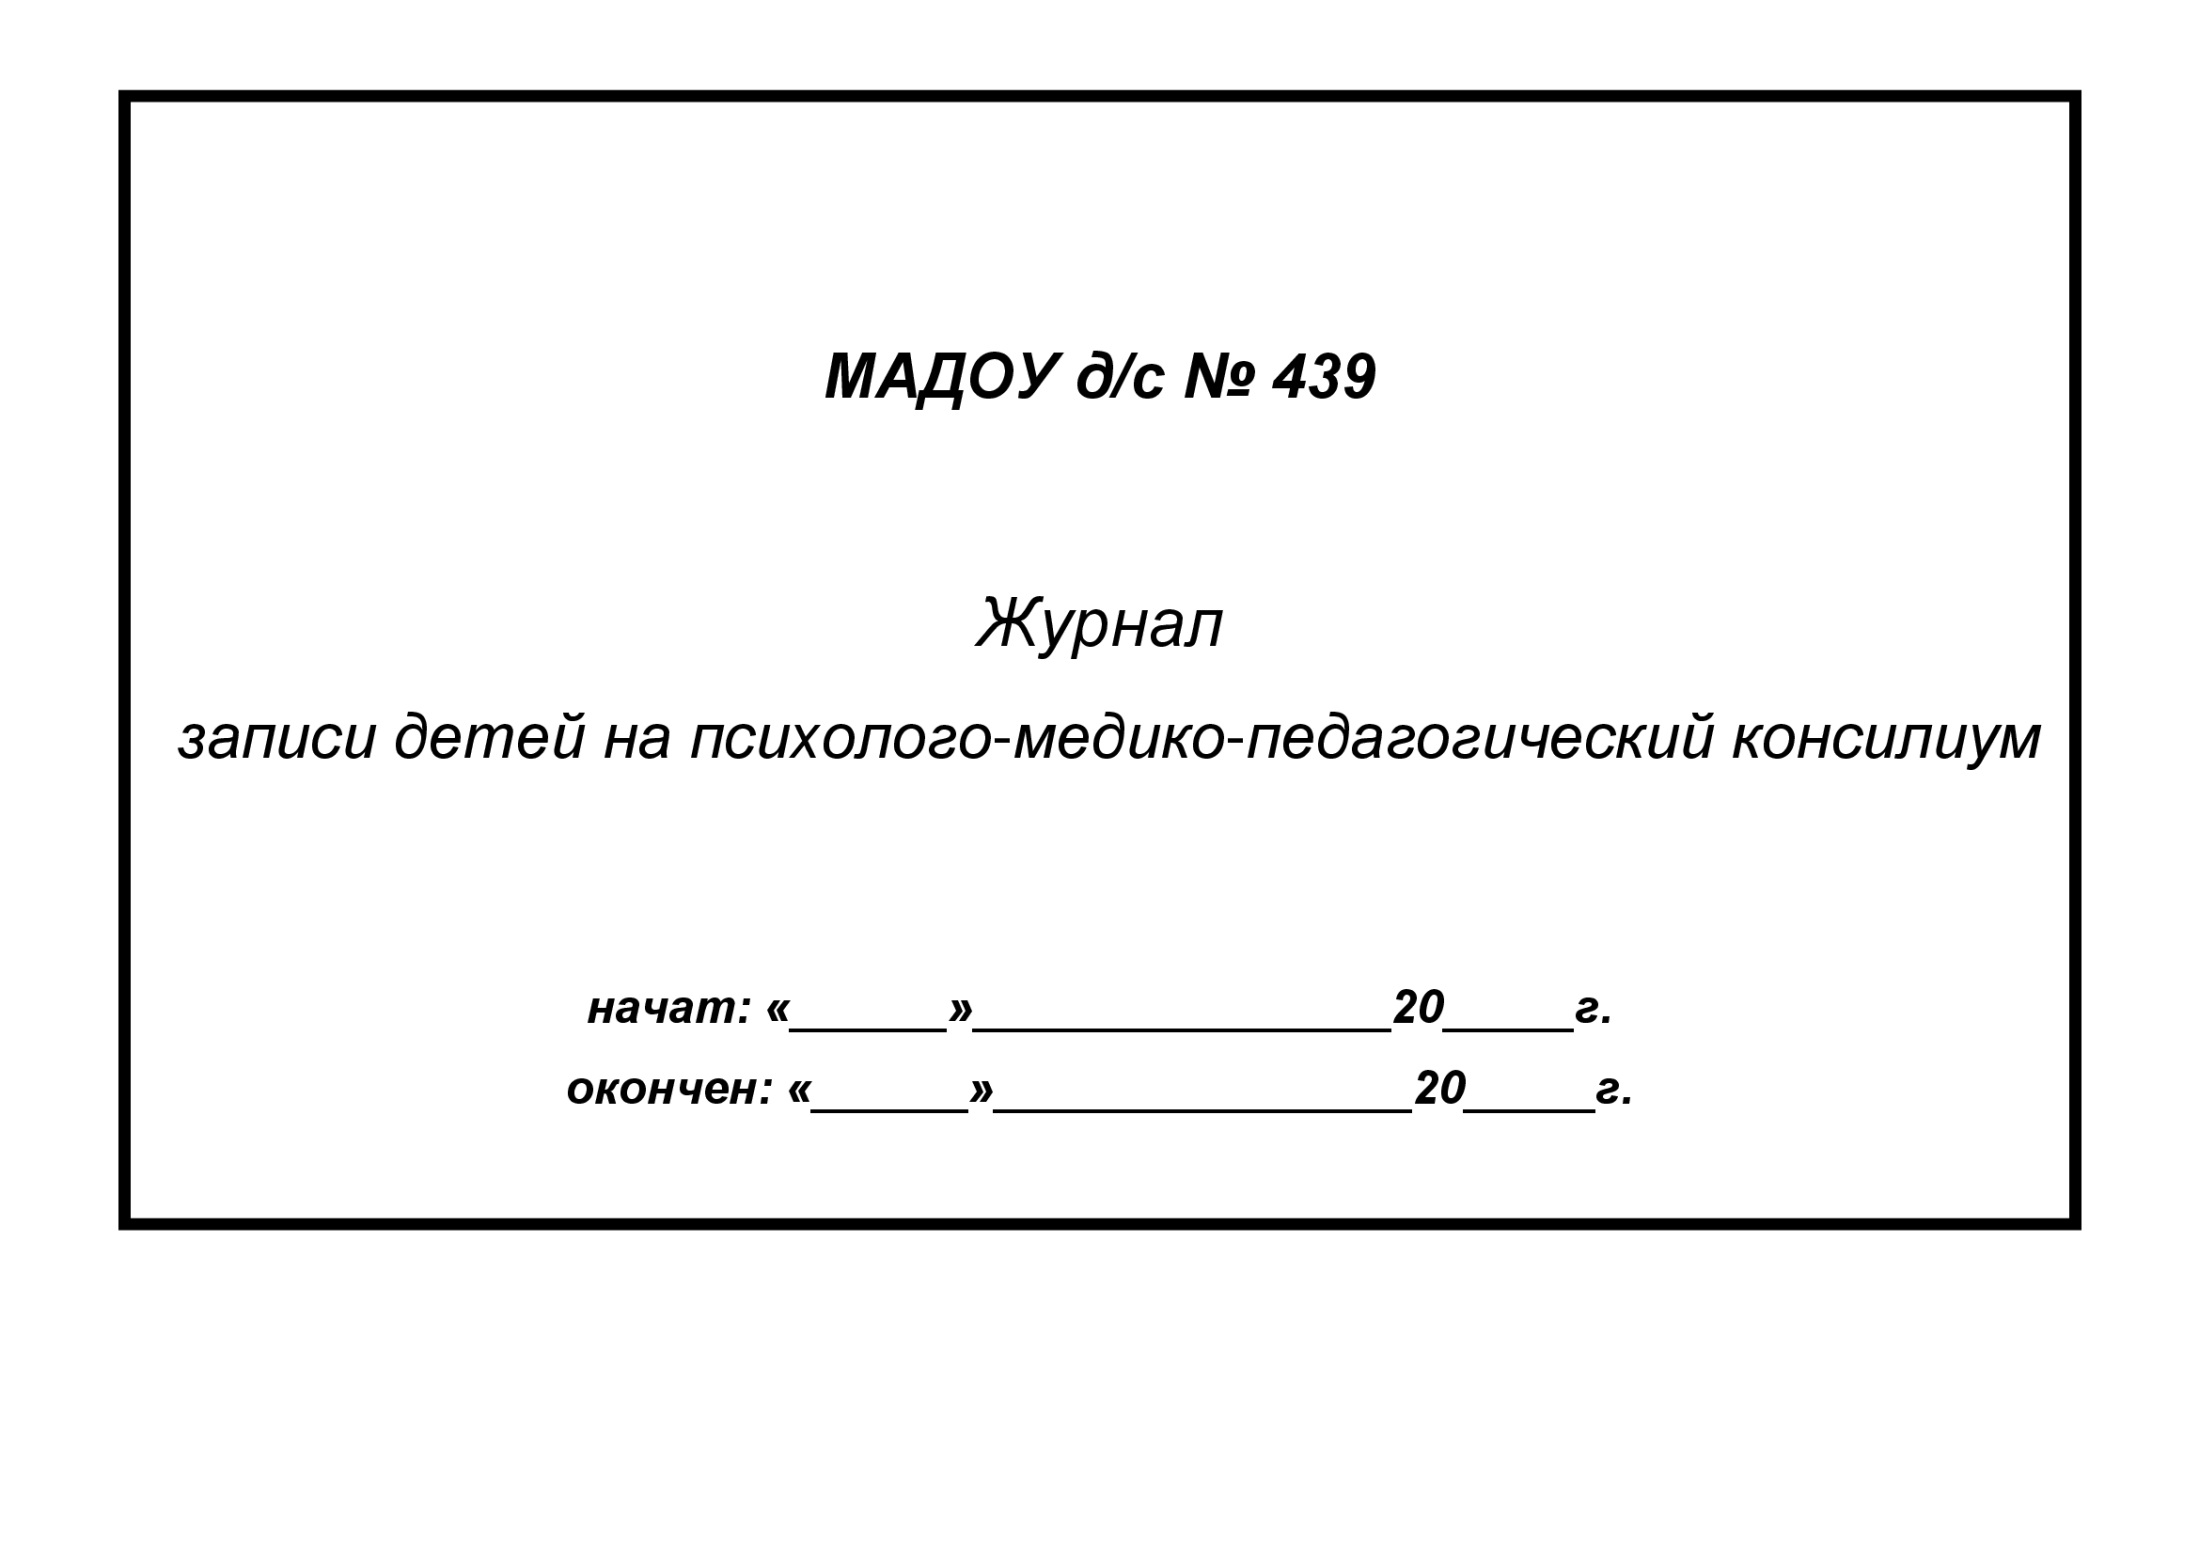 МАДОУ д/с № 439
Журнал
записи детей на психолого-медико-педагогический консилиум
начат: «______»________________20_____г.
окончен: «______»________________20_____г.